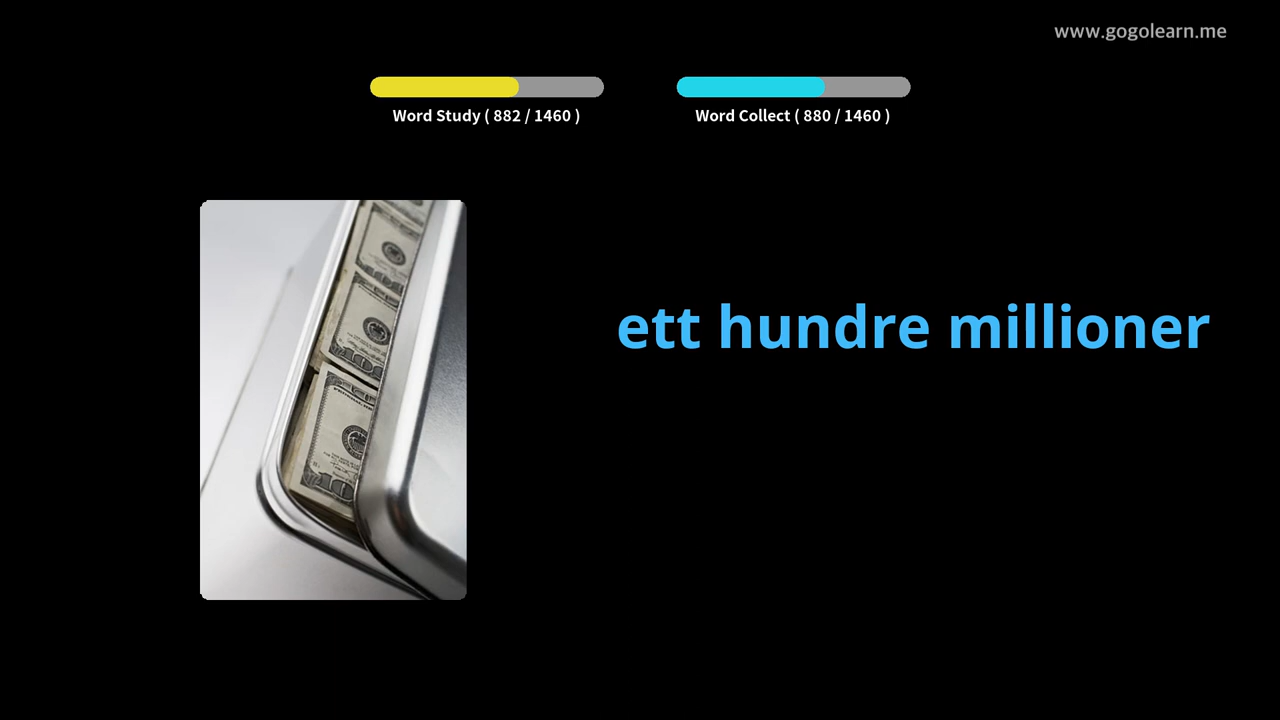 www.gogolearn.me
Word Study ( 882 / 1460 )
Word Collect ( 880 / 1460 )
ett hundre millioner